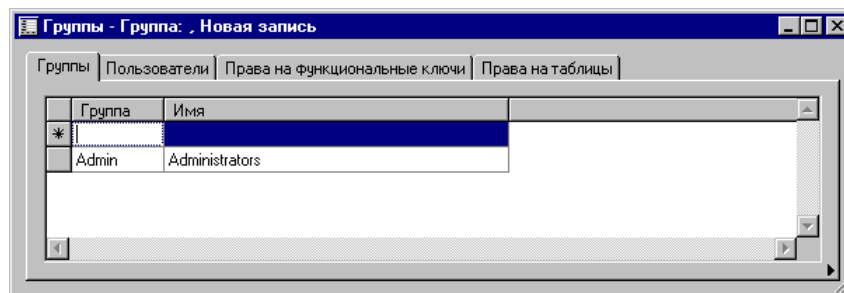 Группы - Группа: , Новая запись
Группы Пользователи Права на функциональные ключи Права на таблицы
Группа Имя
*
Admin Administrators